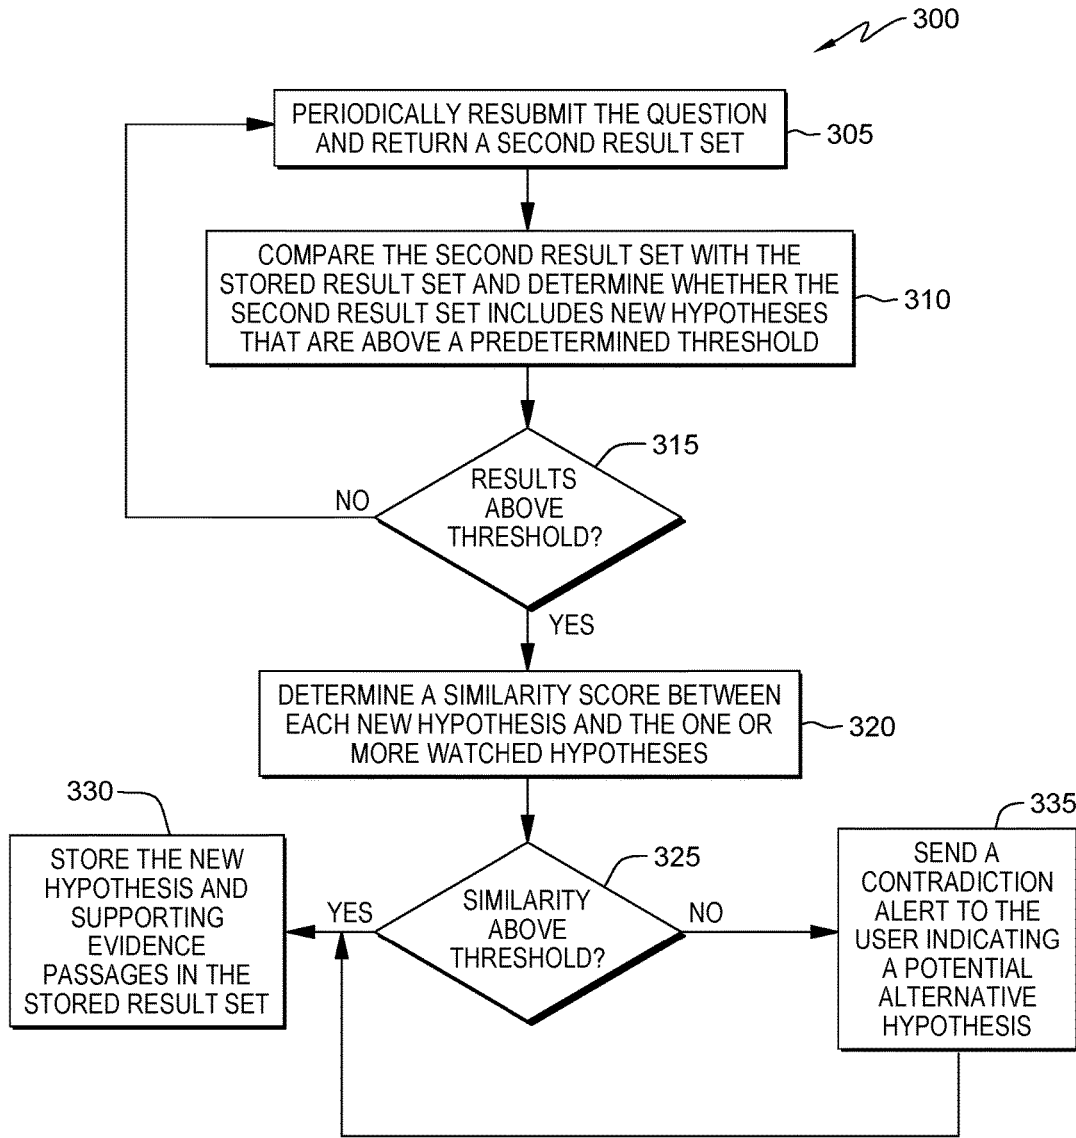 300
PERIODICALLY RESUBMIT THE QUESTION
AND RETURN A SECOND RESULT SET
305
COMPARE THE SECOND RESULT SET WITH THE
STORED RESULT SET AND DETERMINE WHETHER THE
SECOND RESULT SET INCLUDES NEW HYPOTHESES
THAT ARE ABOVE A PREDETERMINED THRESHOLD
310
315
RESULTS
ABOVE
THRESHOLD?
NO
YES
DETERMINE A SIMILARITY SCORE BETWEEN
EACH NEW HYPOTHESIS AND THE ONE OR
MORE WATCHED HYPOTHESES
320
330
STORE THE NEW
HYPOTHESIS AND
SUPPORTING
EVIDENCE
PASSAGES IN THE
STORED RESULT SET
YES
325
SIMILARITY
ABOVE
THRESHOLD?
NO
335
SEND A
CONTRADICTION
ALERT TO THE
USER INDICATING
A POTENTIAL
ALTERNATIVE
HYPOTHESIS